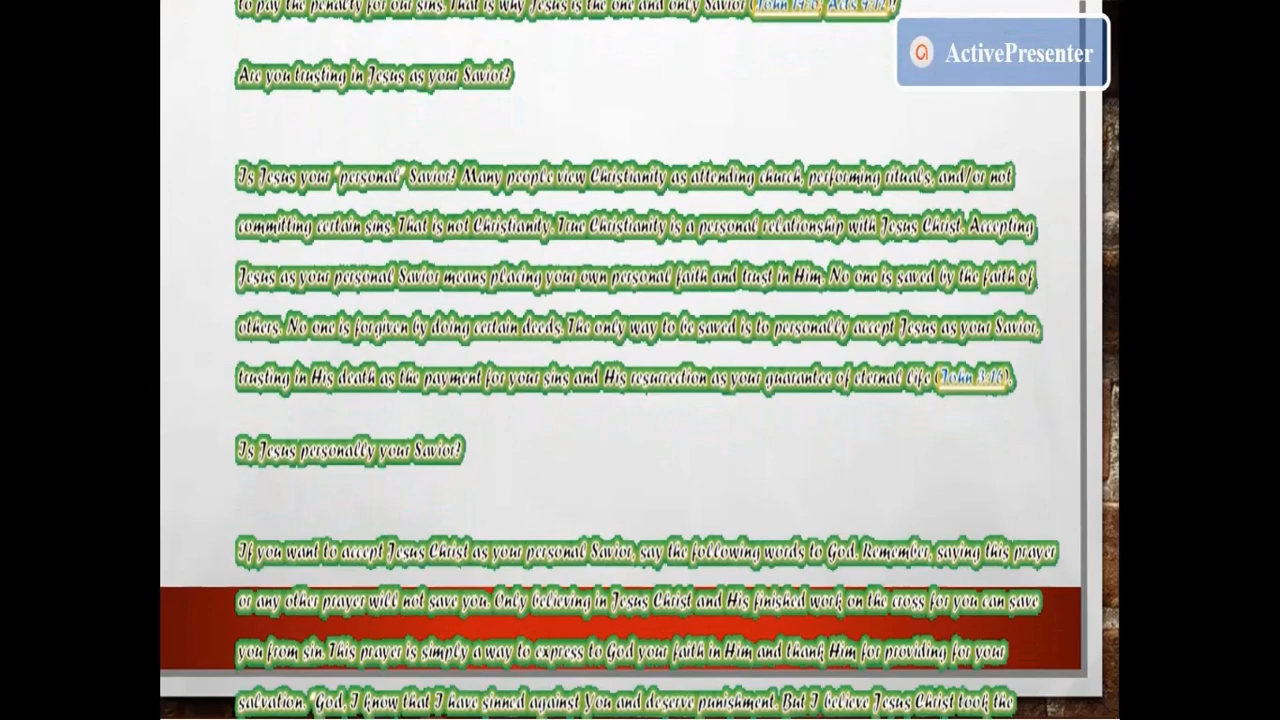 to pay the penalty for our sins. That is why Jesus is the one and only Savior (John 14:6; Acts 4:12)!
ActivePresenter
Are you trusting in Jesus as your Savior?
Is Jesus your "personal" Savior? Many people view Christianity as attending church, performing rituals, and/or not
committing certain sins. That is not Christianity. True Christianity is a personal relationship with Jesus Christ. Accepting
Jesus as your personal Savior means placing your own personal faith and trust in Him. No one is saved by the faith of
others. No one is forgiven by doing certain deeds. The only way to be saved is to personally accept Jesus as your Savior,
trusting in His death as the payment for your sins and His resurrection as your guarantee of eternal life (John 3:16).
Is Jesus personally your Savior?
If you want to accept Jesus Christ as your personal Savior, say the following words to God. Remember, saying this prayer
or any other prayer will not save you. Only believing in Jesus Christ and His finished work on the cross for you can save
you from sin. This prayer is simply a way to express to God your faith in Him and thank Him for providing for your
salvation. "God, I know that I have sinned against You and deserve punishment. But I believe Jesus Christ took the